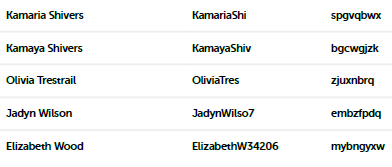 Kamaria Shivers KamariaShi spgvqbwx
Kamaya Shivers KamayaShiv bgcwgjzk
Olivia Trestrail OliviaTres zjuxnbrq
Jadyn Wilson JadynWilso7 embzfpdq
Elizabeth Wood ElizabethW34206 mybngyxw